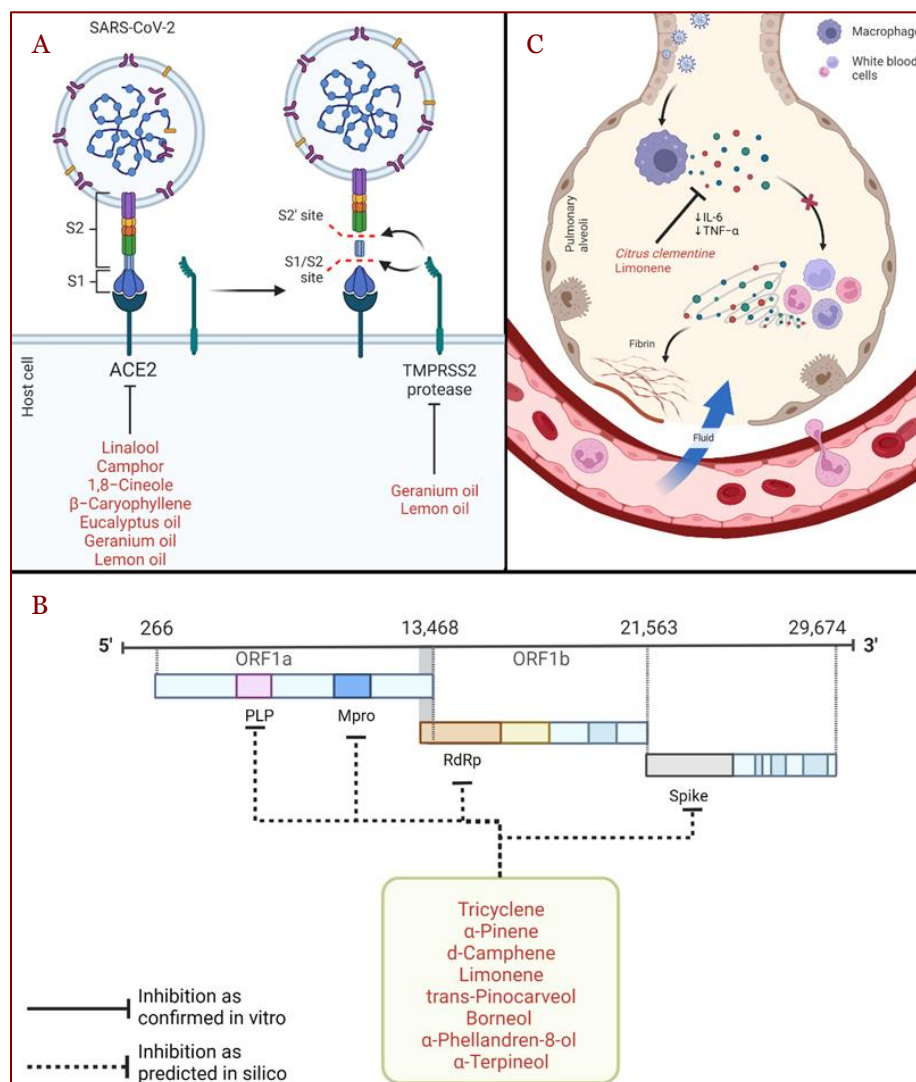 A
SARS-CoV-2
S2
S1
S2' site
S1/S2
site
Host cell
ACE2
TMPRSS2
protease
Linalool
Camphor
1,8-Cineole
β-Caryophyllene
Eucalyptus oil
Geranium oil
Lemon oil
Geranium oil
Lemon oil
C
Macrophage
White blood
cells
Pulmonary
alveoli
↓IL-6
↓TNF-α
Citrus clementine
Limonene
Fibrin
Fluid
B
5' 266 13,468 21,563 29,674 3'
ORF1a ORF1b
PLP Mpro
RdRp
Spike
Tricyclene
α-Pinene
d-Camphene
Limonene
trans-Pinocarveol
Borneol
α-Phellandren-8-ol
α-Terpineol
Inhibition as
confirmed in vitro
Inhibition as
predicted in silico